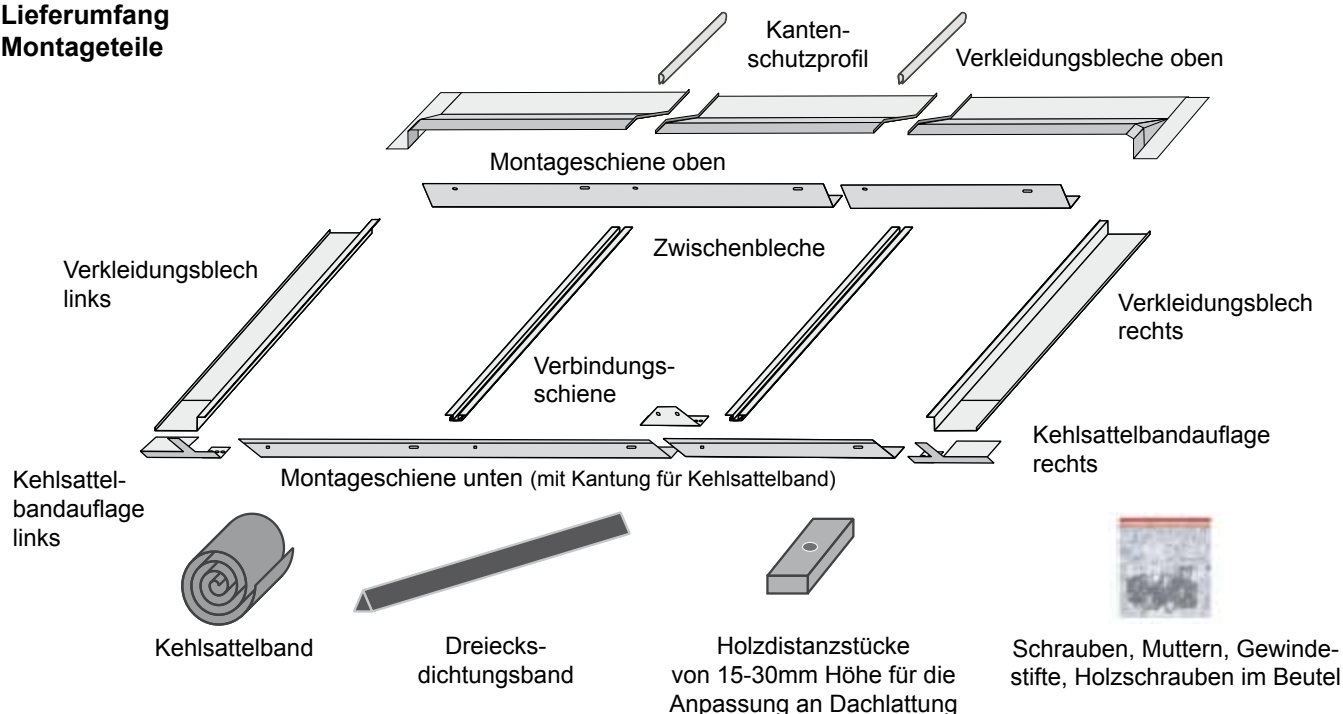 Lieferumfang
Montageteile
Kanten-
schutzprofil
Verkleidungsbleche oben
Montageschiene oben
Zwischenbleche
Verkleidungsblech
links
Verkleidungsblech
rechts
Verbindungs-
schiene
Kehlsattelbandauflage
rechts
Kehlsattel-
bandauflage
links
Montageschiene unten (mit Kantung für Kehlsattelband)
Kehlsattelband
Dreiecks-
dichtungsband
Holzdistanzstücke
von 15-30mm Höhe für die
Anpassung an Dachlattung
Schrauben, Muttern, Gewinde-
stifte, Holzschrauben im Beutel